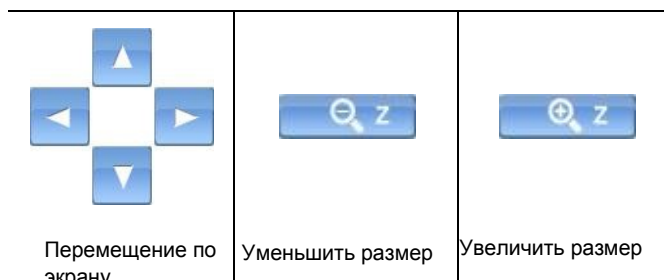 Z
Z
Перемещение по
экрану
Уменьшить размер
Увеличить размер